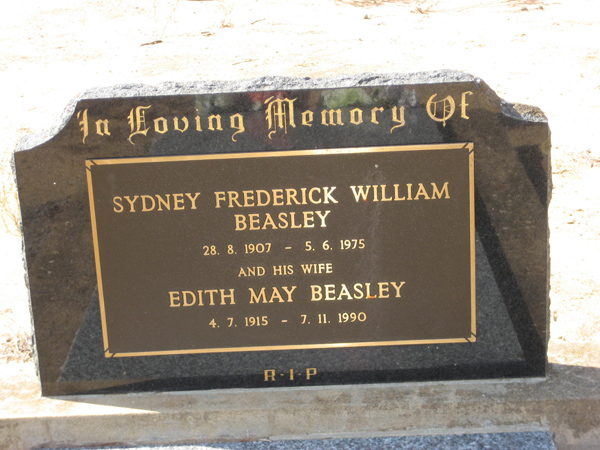 In Loving Memory Of
SYDNEY FREDERICK WILLIAM
BEASLEY
28. 8. 1907 – 5. 6. 1975
AND HIS WIFE
EDITH MAY BEASLEY
4. 7. 1915 – 7. 11. 1990
R·I·P